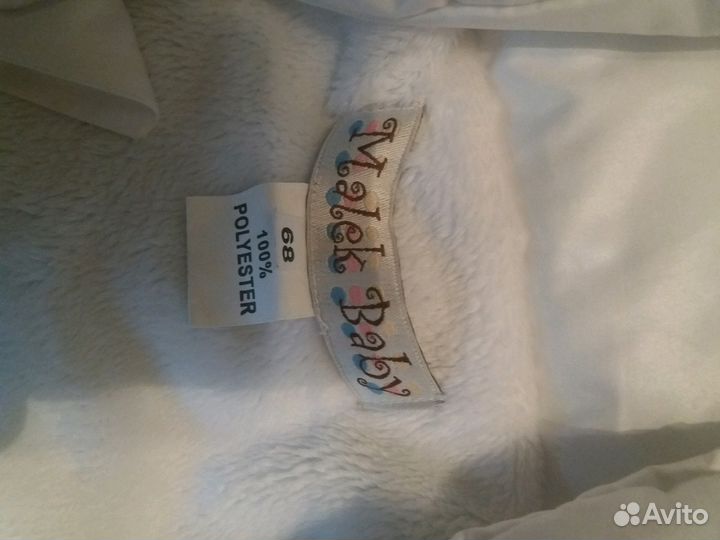 Malek Baby
68
100%
POLYESTER
Avito